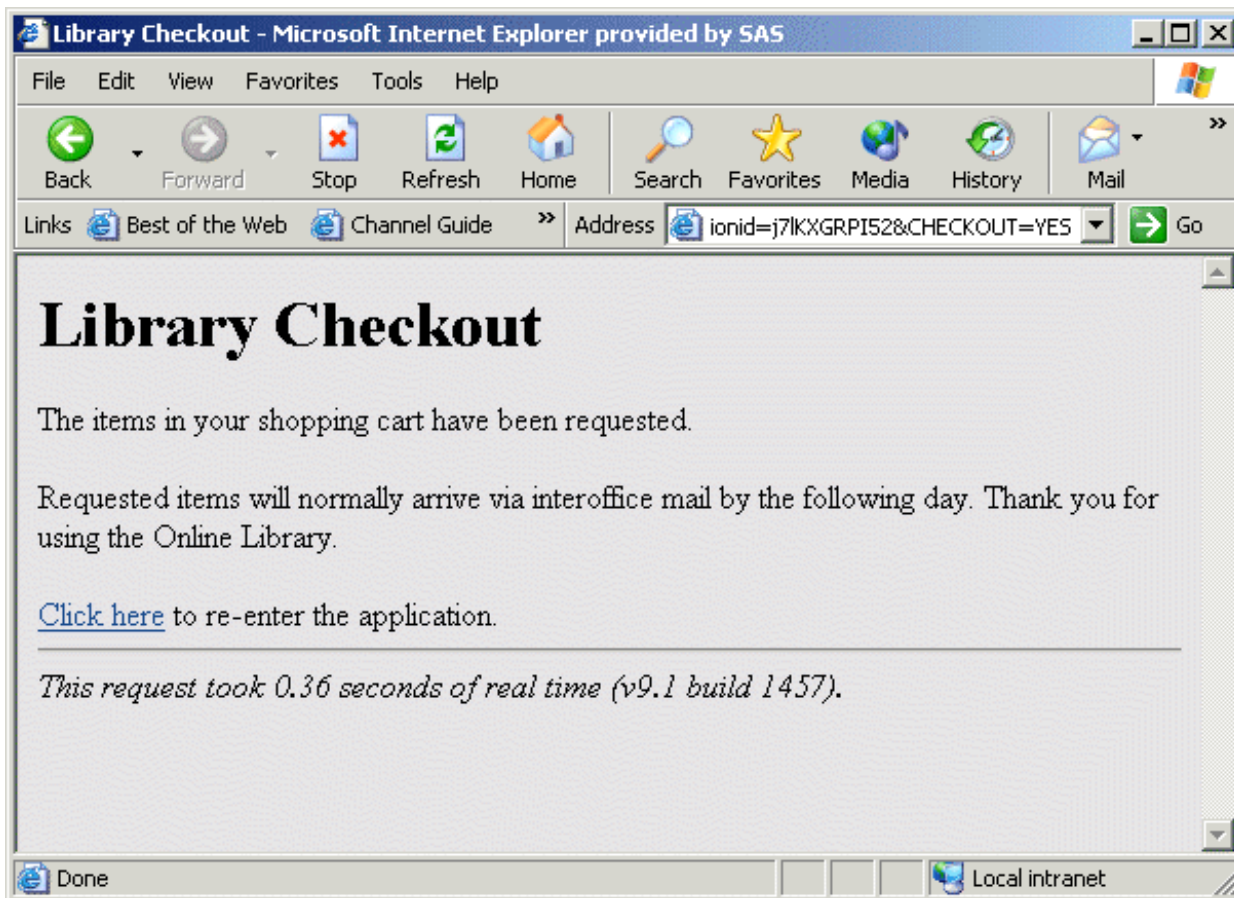 Library Checkout - Microsoft Internet Explorer provided by SAS
File Edit View Favorites Tools Help
Back Forward Stop Refresh Home Search Favorites Media History Mail »
Links Best of the Web Channel Guide » Address ionid=j7lKXGRPI52&CHECKOUT=YES Go
Library Checkout
The items in your shopping cart have been requested.
Requested items will normally arrive via interoffice mail by the following day. Thank you for
using the Online Library.
Click here to re-enter the application.
This request took 0.36 seconds of real time (v9.1 build 1457).
Done Local intranet